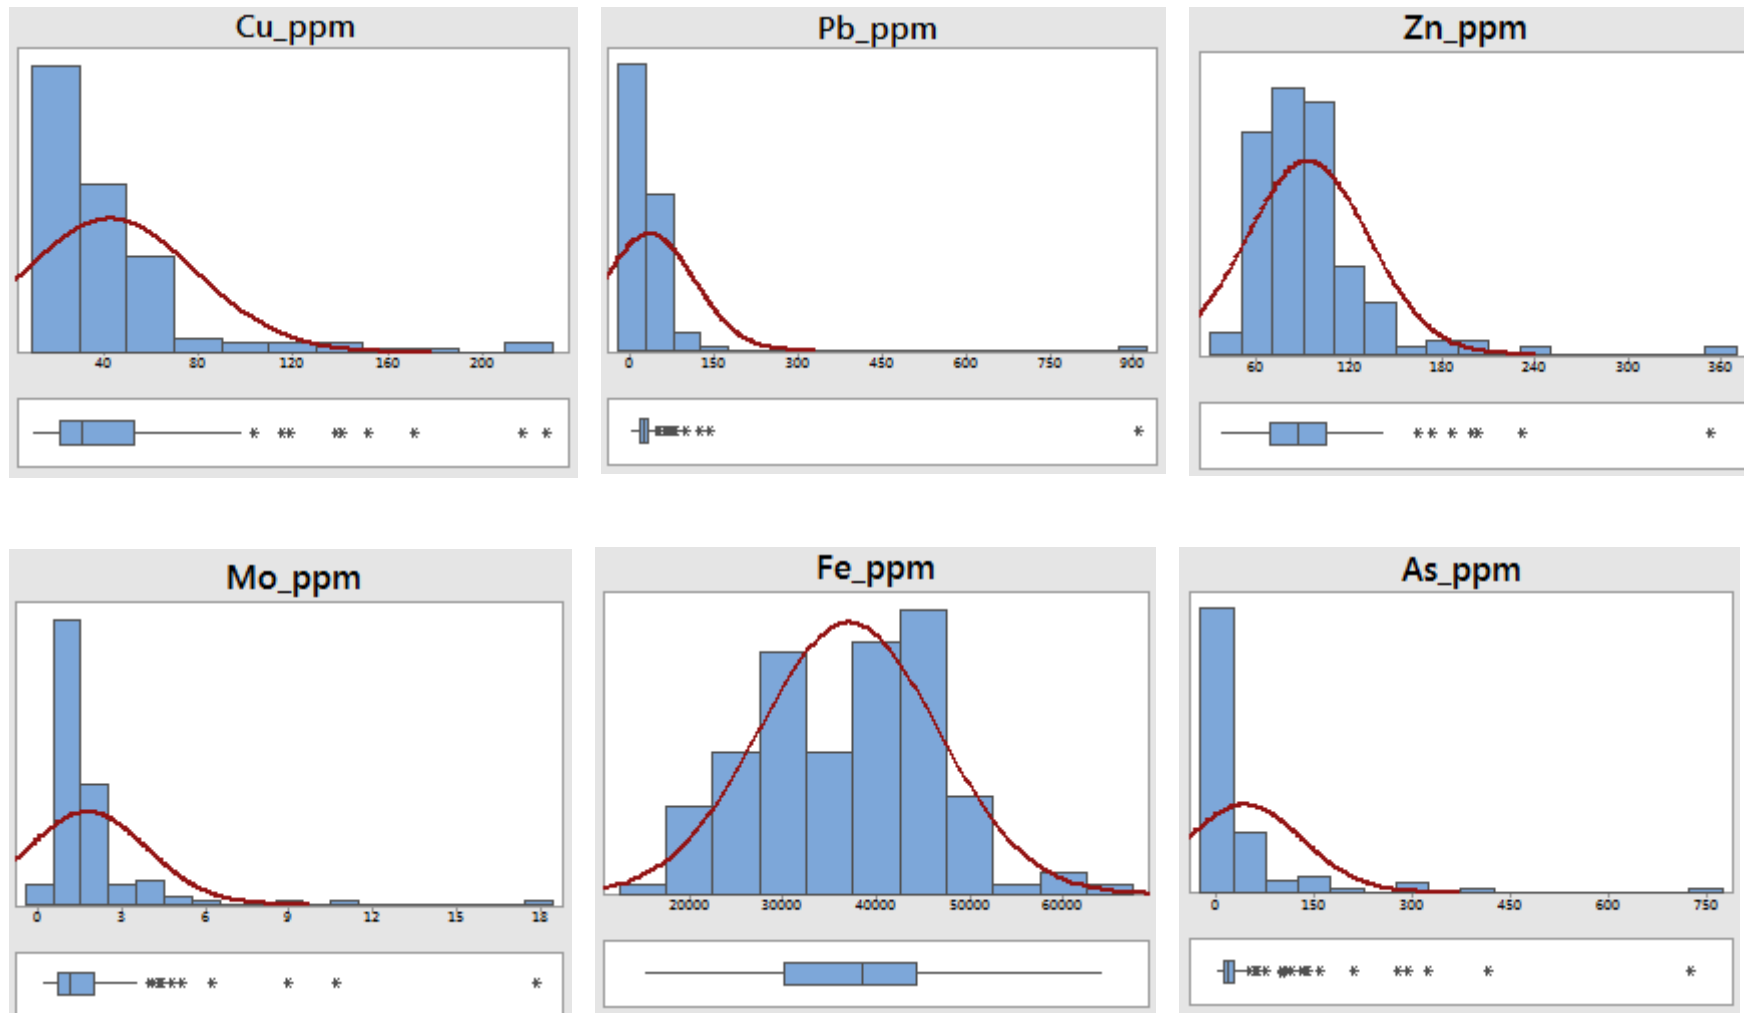 Cu_ppm
40 80 120 160 200
Pb_ppm
0 150 300 450 600 750 900
Zn_ppm
60 120 180 240 300 360
Mo_ppm
0 3 6 9 12 15 18
Fe_ppm
20000 30000 40000 50000 60000
As_ppm
0 150 300 450 600 750